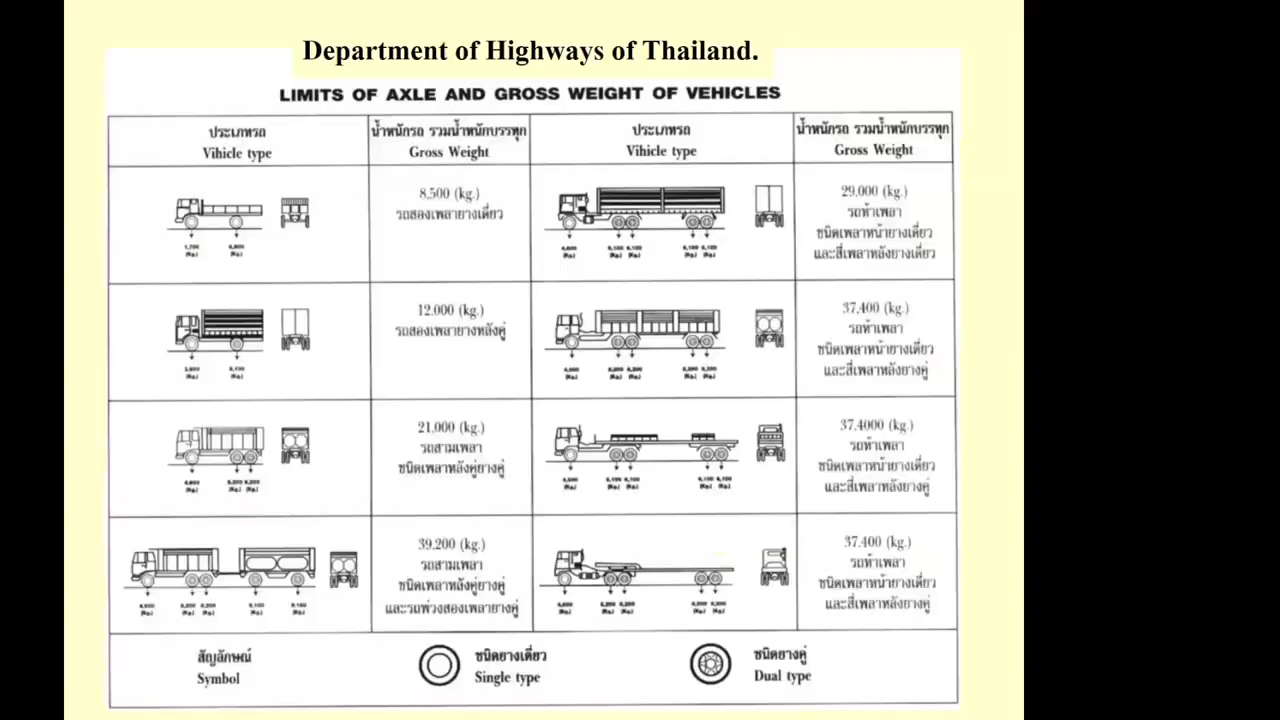 Department of Highways of Thailand.
LIMITS OF AXLE AND GROSS WEIGHT OF VEHICLES
ประเภทรถ
Vihicle type
น้ำหนักรถ รวมน้ำหนักบรรทุก
Gross Weight
ประเภทรถ
Vihicle type
น้ำหนักรถ รวมน้ำหนักบรรทุก
Gross Weight
8,500 (kg.)
รถสองเพลายางเดี่ยว
29,000 (kg.)
รถห้าเพลา
ชนิดเพลาหน้ายางเดี่ยว
และสี่เพลาหลังยางเดี่ยว
12,000 (kg.)
รถสองเพลายางหลังคู่
37,400 (kg.)
รถห้าเพลา
ชนิดเพลาหน้ายางเดี่ยว
และสี่เพลาหลังยางคู่
21,000 (kg.)
รถสามเพลา
ชนิดเพลาหลังคู่ยางคู่
37,4000 (kg.)
รถห้าเพลา
ชนิดเพลาหน้ายางเดี่ยว
และสี่เพลาหลังยางคู่
39,200 (kg.)
รถสามเพลา
ชนิดเพลาหลังคู่ยางคู่
และรถพ่วงสองเพลายางคู่
37,400 (kg.)
รถห้าเพลา
ชนิดเพลาหน้ายางเดี่ยว
และสี่เพลาหลังยางคู่
สัญลักษณ์
Symbol
ชนิดยางเดี่ยว
Single type
ชนิดยางคู่
Dual type